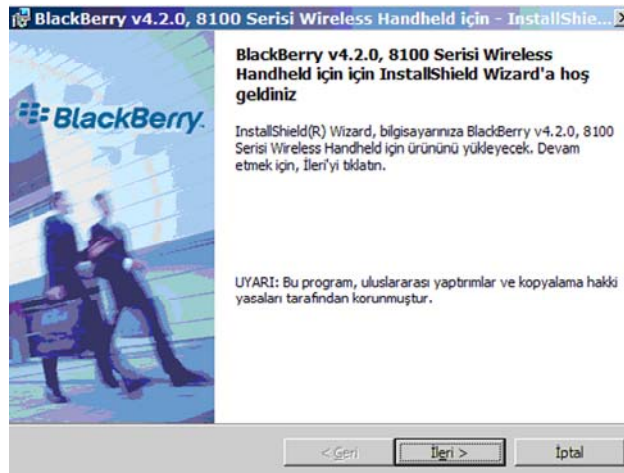 BlackBerry v4.2.0, 8100 Serisi Wireless Handheld için - InstallShie...
BlackBerry v4.2.0, 8100 Serisi Wireless
Handheld için için InstallShield Wizard'a hoş
geldiniz
BlackBerry.
InstallShield(R) Wizard, bilgisayarınıza BlackBerry v4.2.0, 8100
Serisi Wireless Handheld için ürününü yükleyecek. Devam
etmek için, İleri'yi tıklatın.
UYARI: Bu program, uluslararası yaptırımlar ve kopyalama hakki
yasaları tarafından korunmuştur.
< Geri
İleri >
İptal